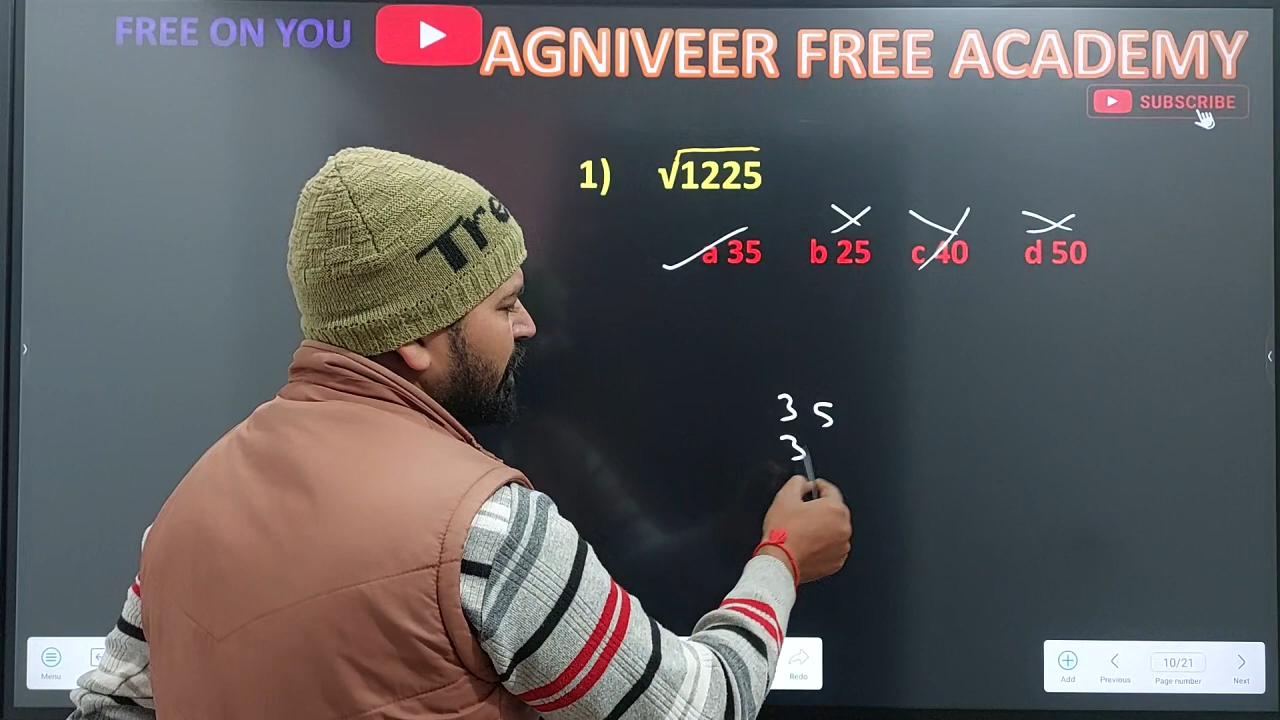 FREE ON YOU
AGNIVEER FREE ACADEMY
SUBSCRIBE
1) √1225
a 35 b 25 c 40 d 50
3 5
3
Tre
Menu
Redo
Add Previous 10/21 Page number Next